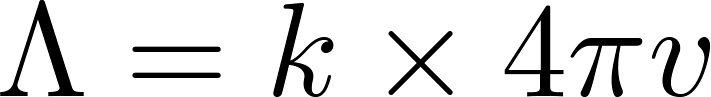 Λ = k × 4πv